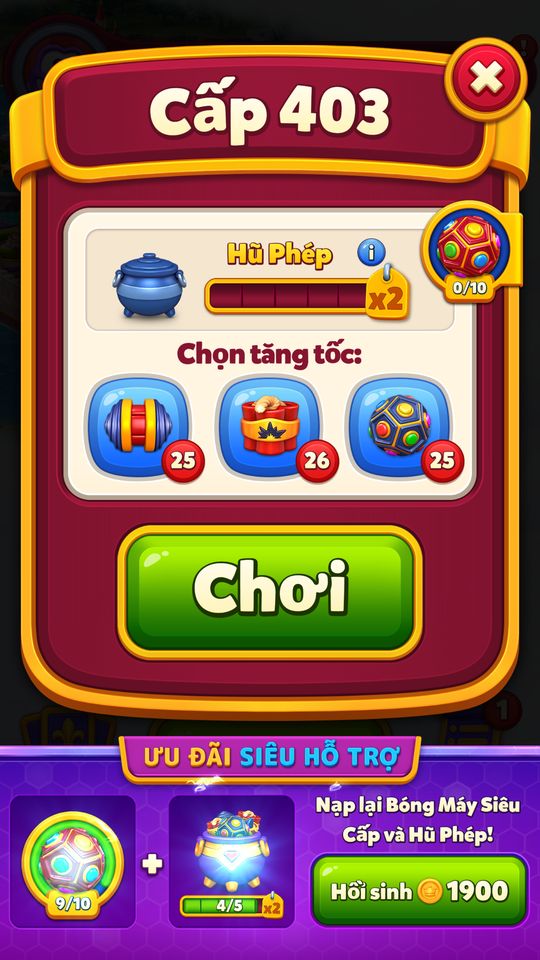 Cấp 403
Hũ Phép
i
x2
0/10
Chọn tăng tốc:
25
26
25
Chơi
1
ƯU ĐÃI SIÊU HỖ TRỢ
9/10
+
4/5
x2
Nạp lại Bóng Máy Siêu
Cấp và Hũ Phép!
Hồi sinh 1900